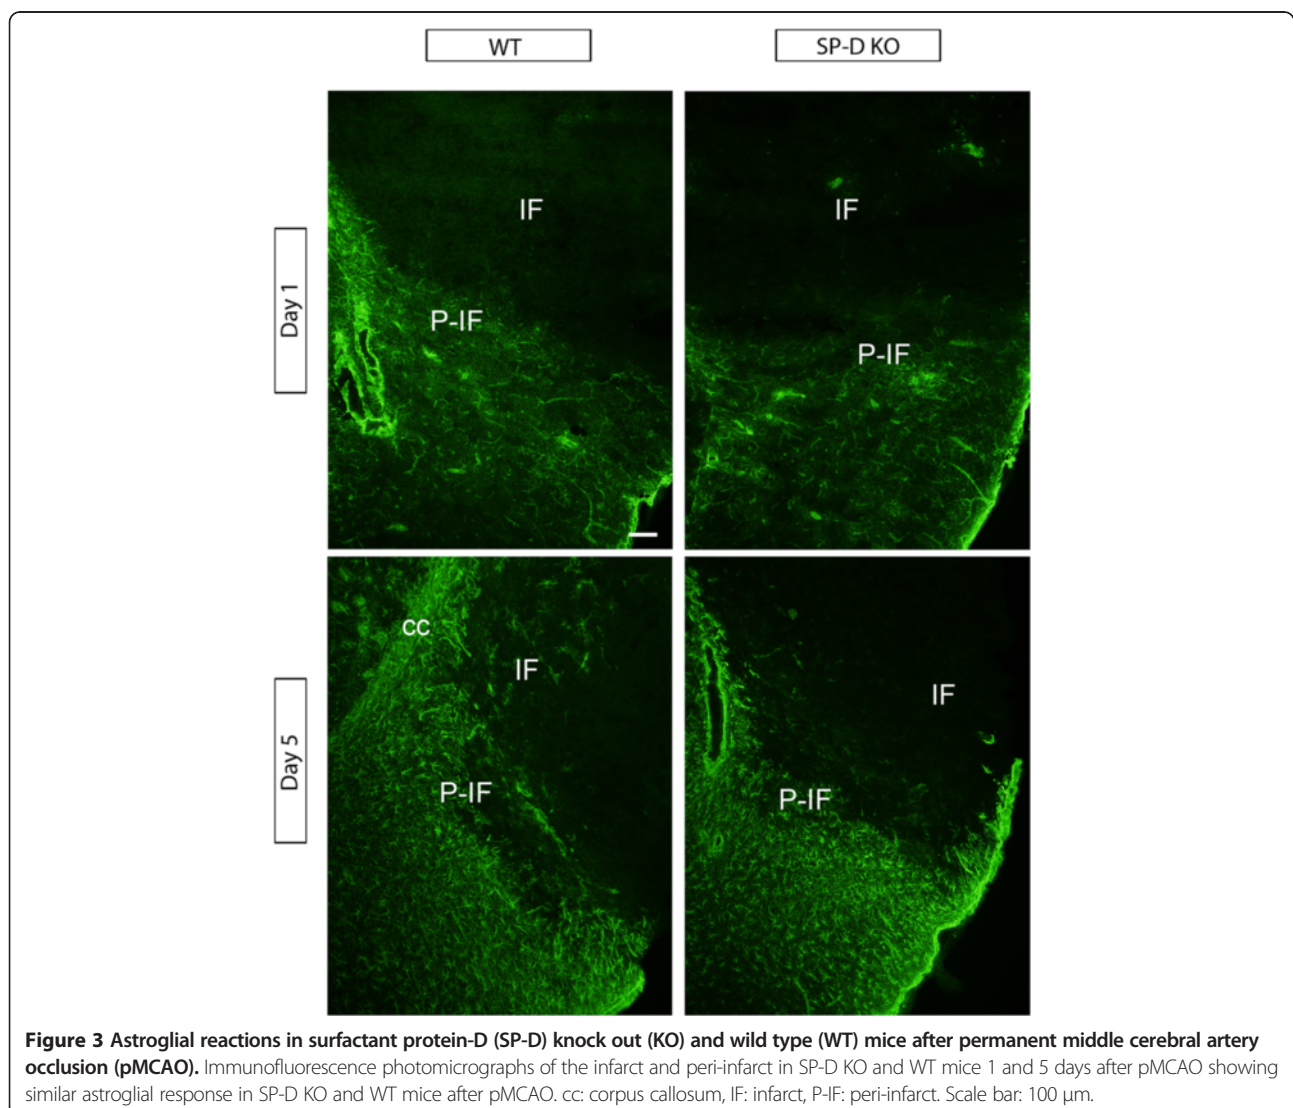 WT
SP-D KO
Day 1
IF
IF
P-IF
P-IF
Day 5
cc
IF
IF
P-IF
P-IF
Figure 3 Astroglial reactions in surfactant protein-D (SP-D) knock out (KO) and wild type (WT) mice after permanent middle cerebral artery
occlusion (pMCAO). Immunofluorescence photomicrographs of the infarct and peri-infarct in SP-D KO and WT mice 1 and 5 days after pMCAO showing
similar astroglial response in SP-D KO and WT mice after pMCAO. cc: corpus callosum, IF: infarct, P-IF: peri-infarct. Scale bar: 100 μm.